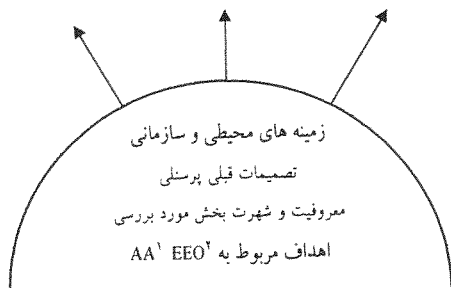 زمینه های محیطی و سازمانی
تصمیمات قبلی پرسنلی
معروفیت و شهرت بخش مورد بررسی
اهداف مربوط به AA¹ EEO²